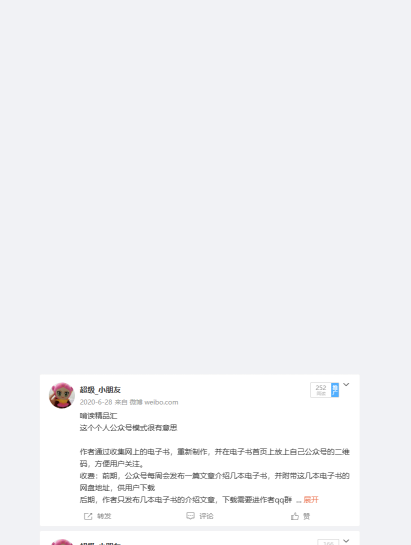 超级_小朋友
252
阅读
推广
2020-6-28 来自 微博 weibo.com
啃读精品汇
这个个人公众号模式很有意思
作者通过收集网上的电子书，重新制作，并在电子书首页上放上自己公众号的二维
码，方便用户关注。
收费：前期，公众号每周会发布一篇文章介绍几本电子书，并附带这几本电子书的
网盘地址，供用户下载
后期，作者只发布几本电子书的介绍文章，下载需要进作者qq群 ... 展开
转发
评论
赞